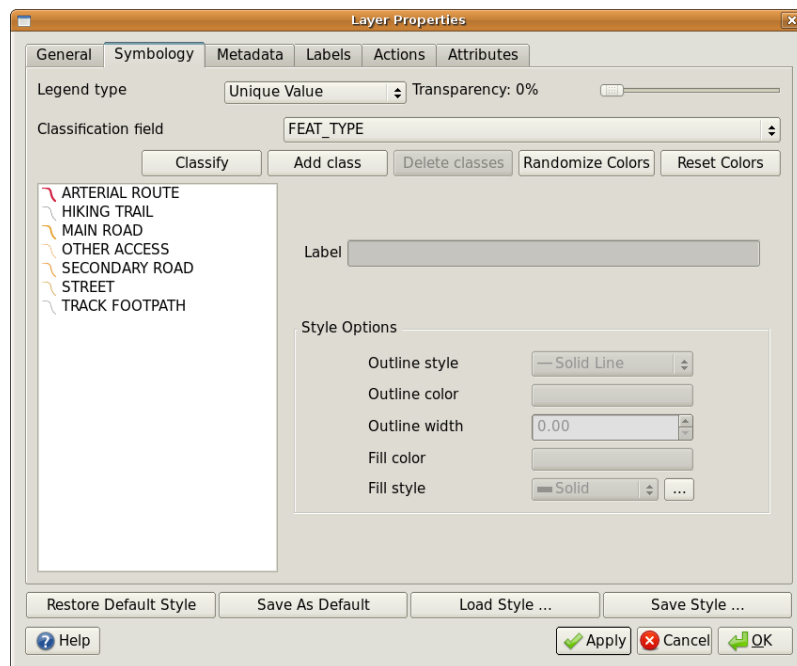 Layer Properties
General Symbology Metadata Labels Actions Attributes
Legend type Unique Value Transparency: 0%
Classification field FEAT_TYPE
Classify Add class Delete classes Randomize Colors Reset Colors
ARTERIAL ROUTE
HIKING TRAIL
MAIN ROAD
OTHER ACCESS
SECONDARY ROAD
STREET
TRACK FOOTPATH
Label
Style Options
Outline style Solid Line
Outline color
Outline width 0.00
Fill color
Fill style Solid ...
Restore Default Style Save As Default Load Style ... Save Style ...
Help Apply Cancel OK